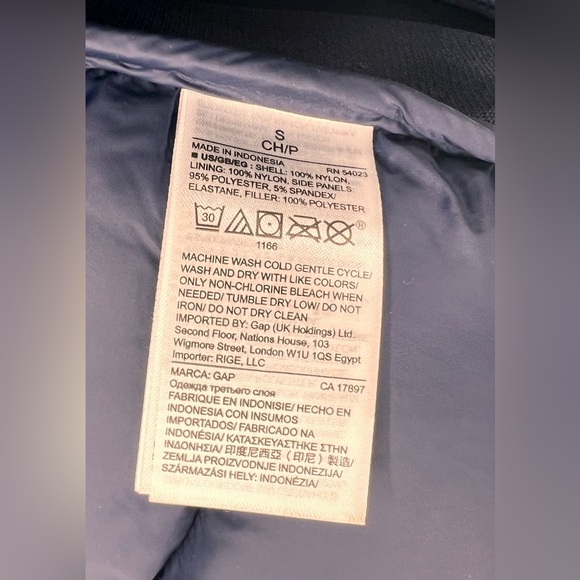 S
CH/P
MADE IN INDONESIA RN 54023
■ US/GB/EG : SHELL: 100% NYLON,
LINING: 100% NYLON, SIDE PANELS:
95% POLYESTER, 5% SPANDEX/
ELASTANE, FILLER: 100% POLYESTER
30
1166
MACHINE WASH COLD GENTLE CYCLE/
WASH AND DRY WITH LIKE COLORS/
ONLY NON-CHLORINE BLEACH WHEN
NEEDED/ TUMBLE DRY LOW/ DO NOT
IRON/ DO NOT DRY CLEAN
IMPORTED BY: Gap (UK Holdings) Ltd.
Second Floor, Nations House, 103
Wigmore Street, London W1U 1QS Egypt
Importer: RIGE, LLC
MARCA: GAP CA 17897
Одежда третьего слоя
FABRIQUE EN INDONISIE/ HECHO EN
INDONESIA CON INSUMOS
IMPORTADOS/ FABRICADO NA
INDONÉSIA/ ΚΑΤΑΣΚΕΥΑΣΤΗΚΕ ΣΤΗΝ
ΙΝΔΟΝΗΣΙΑ/ 印度尼西亞 (印尼) 製造/
ZEMLJA PROIZVODNJE INDONEZIJA/
SZÁRMAZÁSI HELY: INDONÉZIA/